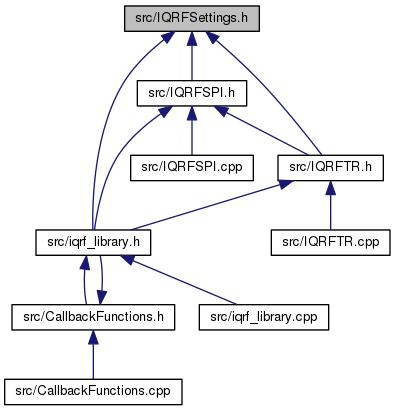 src/IQRFSettings.h
src/IQRFSPI.h
src/IQRFSPI.cpp
src/IQRFTR.h
src/iqrf_library.h
src/IQRFTR.cpp
src/CallbackFunctions.h
src/iqrf_library.cpp
src/CallbackFunctions.cpp